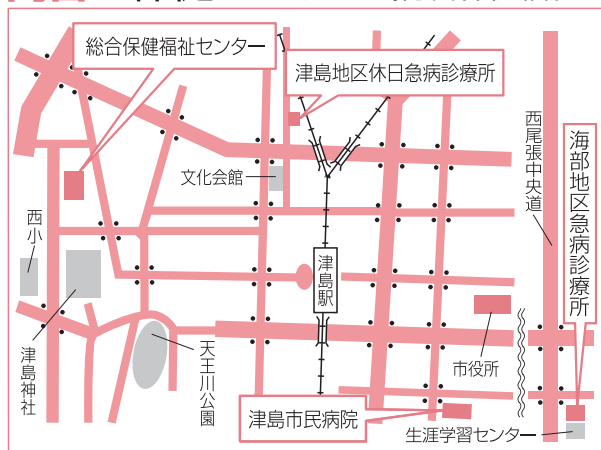 総合保健福祉センター
津島地区休日急病診療所
西尾張中央道
海部地区急病診療所
文化会館
西小
津島駅
津島神社
天王川公園
市役所
津島市民病院
生涯学習センター